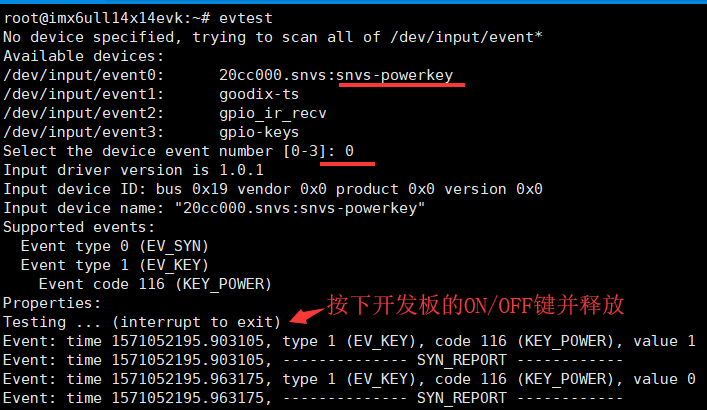 root@imx6ull14x14evk:~# evtest
No device specified, trying to scan all of /dev/input/event*
Available devices:
/dev/input/event0:      20cc000.snvs:snvs-powerkey
/dev/input/event1:      goodix-ts
/dev/input/event2:      gpio_ir_recv
/dev/input/event3:      gpio-keys
Select the device event number [0-3]: 0
Input driver version is 1.0.1
Input device ID: bus 0x19 vendor 0x0 product 0x0 version 0x0
Input device name: "20cc000.snvs:snvs-powerkey"
Supported events:
  Event type 0 (EV_SYN)
  Event type 1 (EV_KEY)
    Event code 116 (KEY_POWER)
Properties:
按下开发板的ON/OFF键并释放
Testing ... (interrupt to exit)
Event: time 1571052195.903105, type 1 (EV_KEY), code 116 (KEY_POWER), value 1
Event: time 1571052195.903105, -------------- SYN_REPORT ------------
Event: time 1571052195.963175, type 1 (EV_KEY), code 116 (KEY_POWER), value 0
Event: time 1571052195.963175, -------------- SYN_REPORT ------------